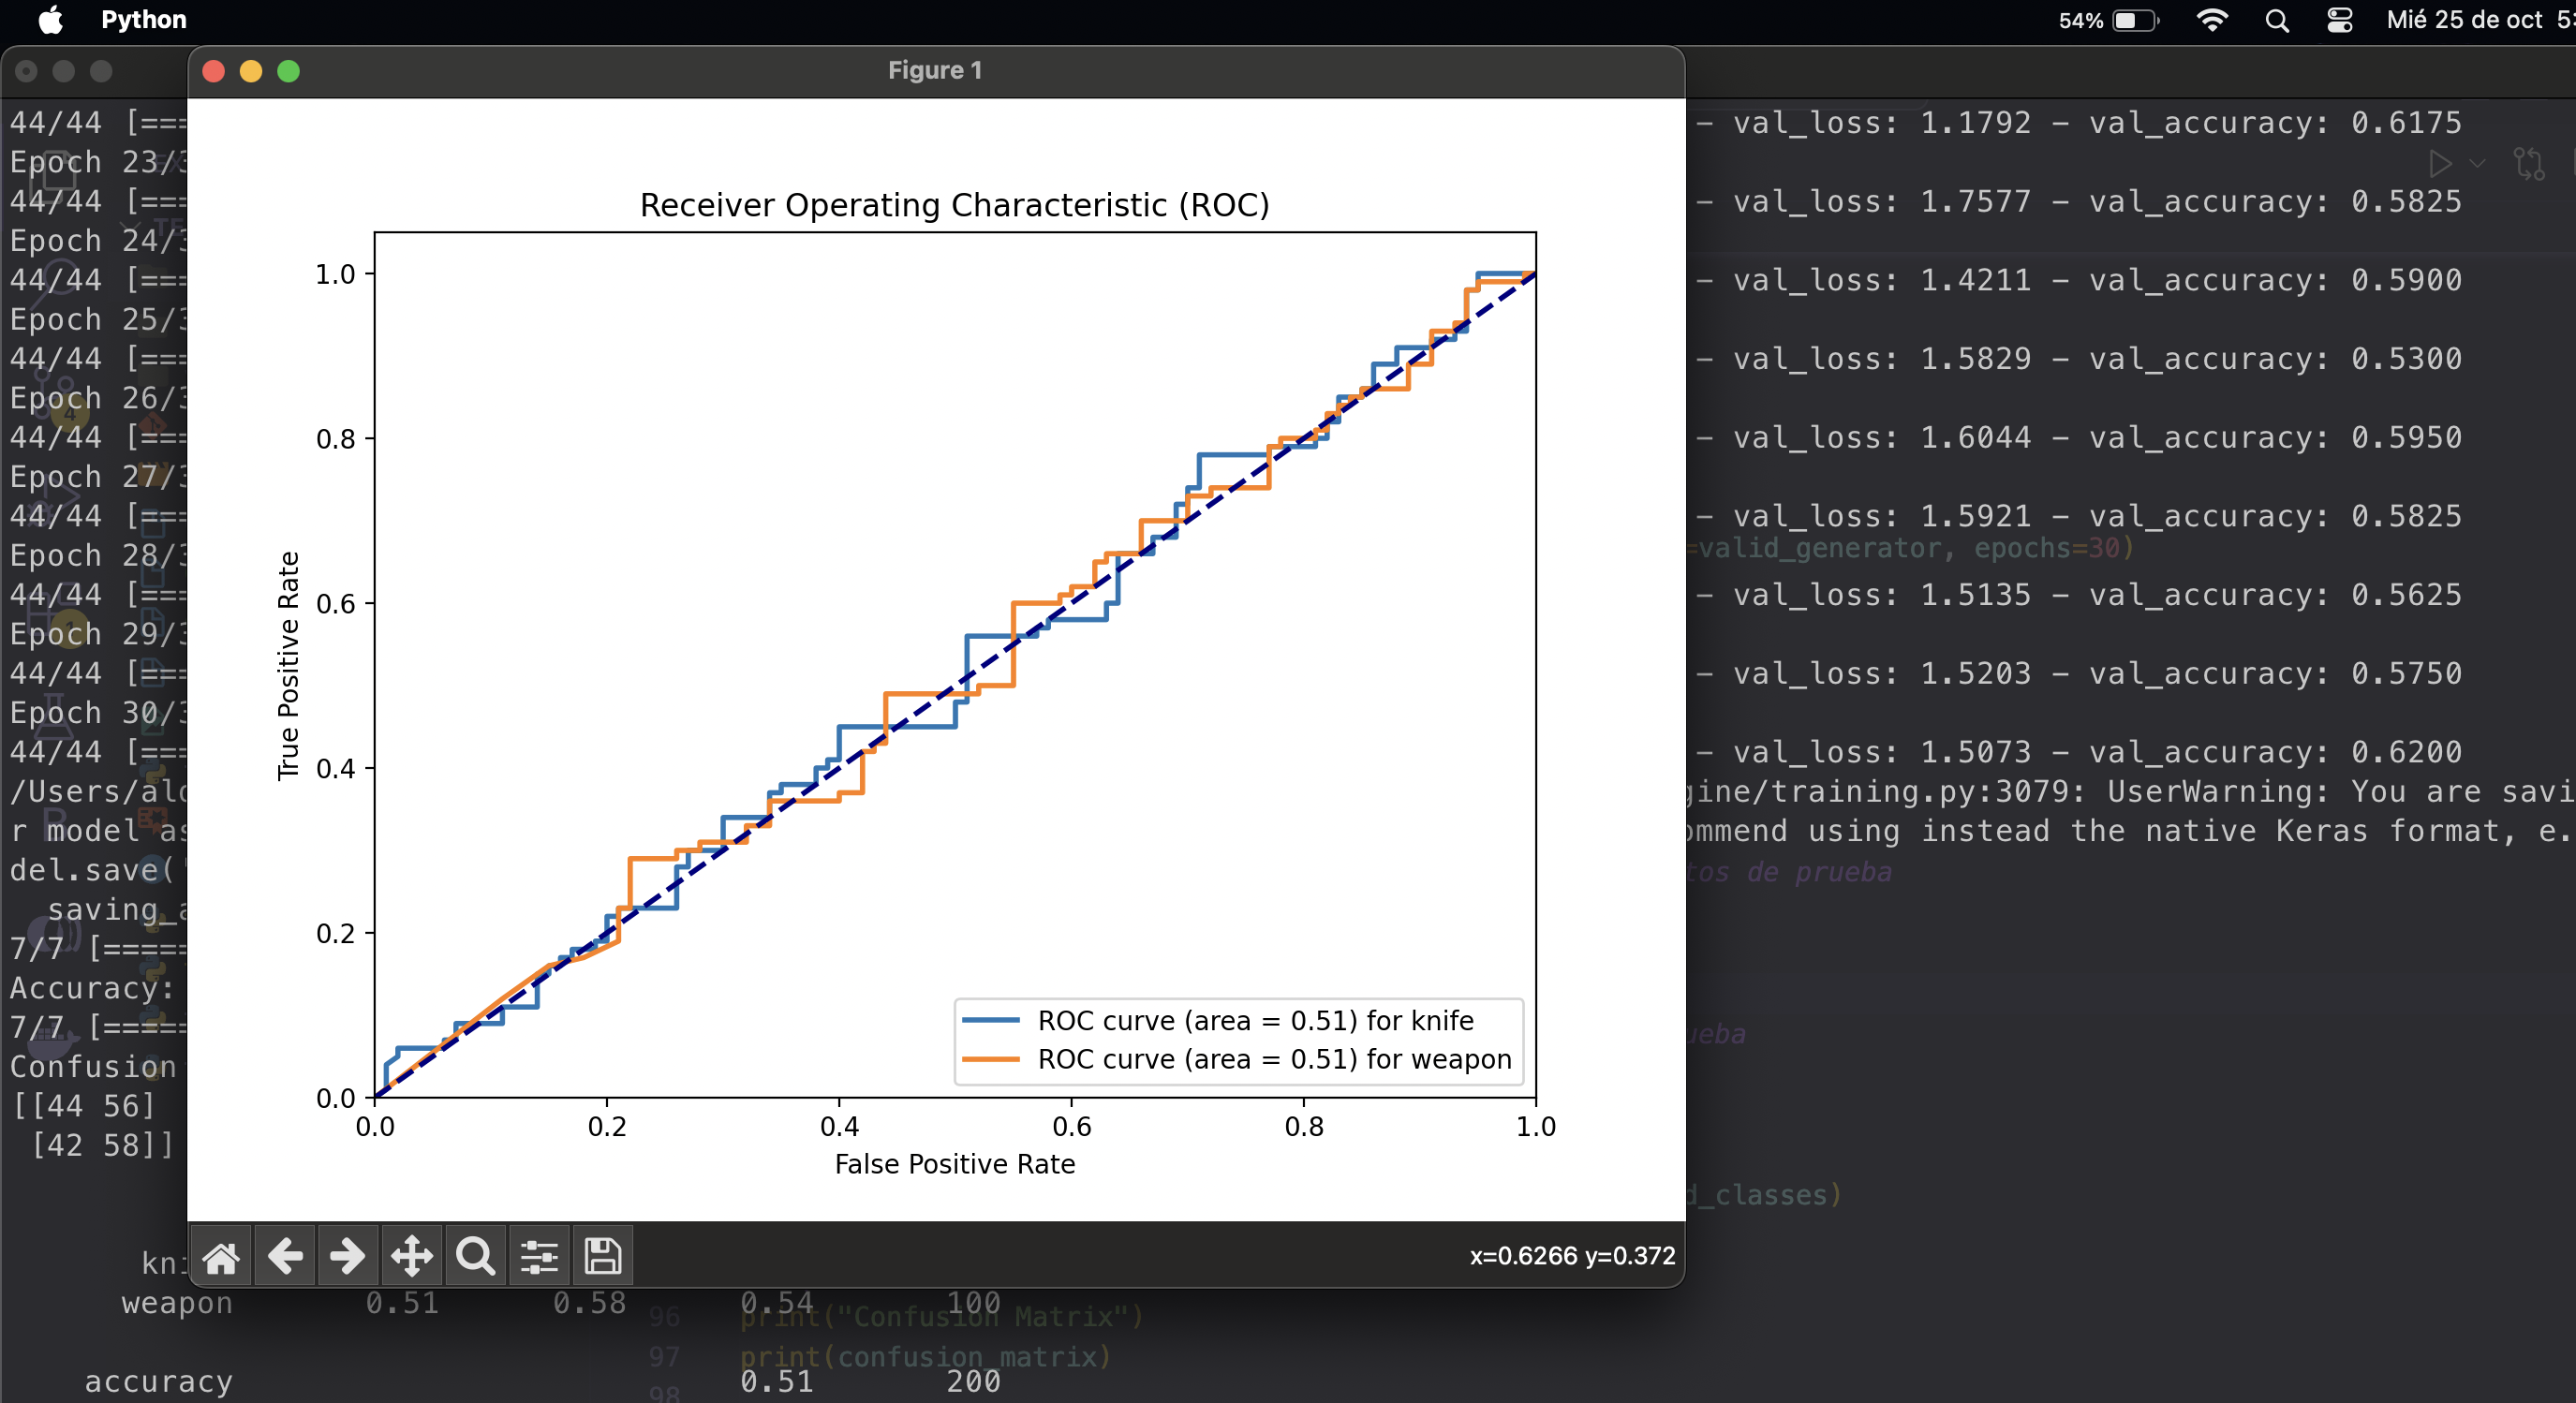 Python
54%
Mié 25 de oct
Figure 1
44/44 [===
– val_loss: 1.1792 – val_accuracy: 0.6175
Epoch 23/3
44/44 [===
– val_loss: 1.7577 – val_accuracy: 0.5825
Epoch 24/3
44/44 [===
– val_loss: 1.4211 – val_accuracy: 0.5900
Epoch 25/3
44/44 [===
– val_loss: 1.5829 – val_accuracy: 0.5300
Epoch 26/3
44/44 [===
– val_loss: 1.6044 – val_accuracy: 0.5950
Epoch 27/3
44/44 [===
– val_loss: 1.5921 – val_accuracy: 0.5825
=valid_generator, epochs=30)
Epoch 28/3
44/44 [===
– val_loss: 1.5135 – val_accuracy: 0.5625
Epoch 29/3
44/44 [===
– val_loss: 1.5203 – val_accuracy: 0.5750
Epoch 30/3
44/44 [===
– val_loss: 1.5073 – val_accuracy: 0.6200
/Users/alo
gine/training.py:3079: UserWarning: You are savi
r model as
ommend using instead the native Keras format, e.
del.save('
tos de prueba
saving_a
7/7 [=====
Accuracy:
7/7 [=====
ueba
Confusion
[[44 56]
[42 58]]
d_classes)
kni
weapon 0.51 0.58 0.54 100
96 print("Confusion Matrix")
97 print(confusion_matrix)
accuracy 0.51 200
98
Receiver Operating Characteristic (ROC)
True Positive Rate
1.0
0.8
0.6
0.4
0.2
0.0
0.0 0.2 0.4 0.6 0.8 1.0
False Positive Rate
ROC curve (area = 0.51) for knife
ROC curve (area = 0.51) for weapon
x=0.6266 y=0.372